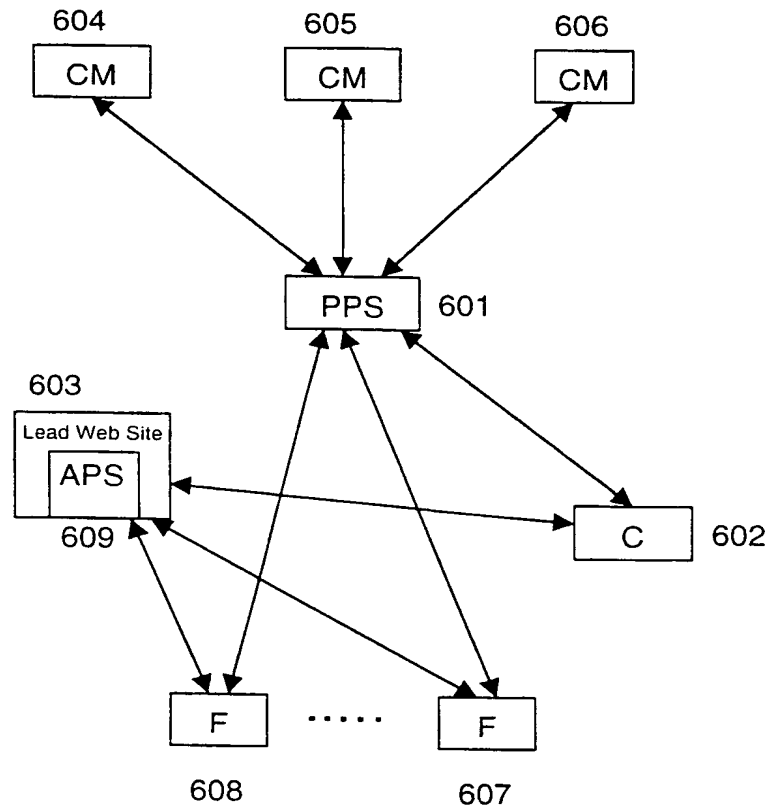 604
605
606
CM
CM
CM
PPS
601
603
Lead Web Site
APS
609
C
602
F
.....
F
608
607